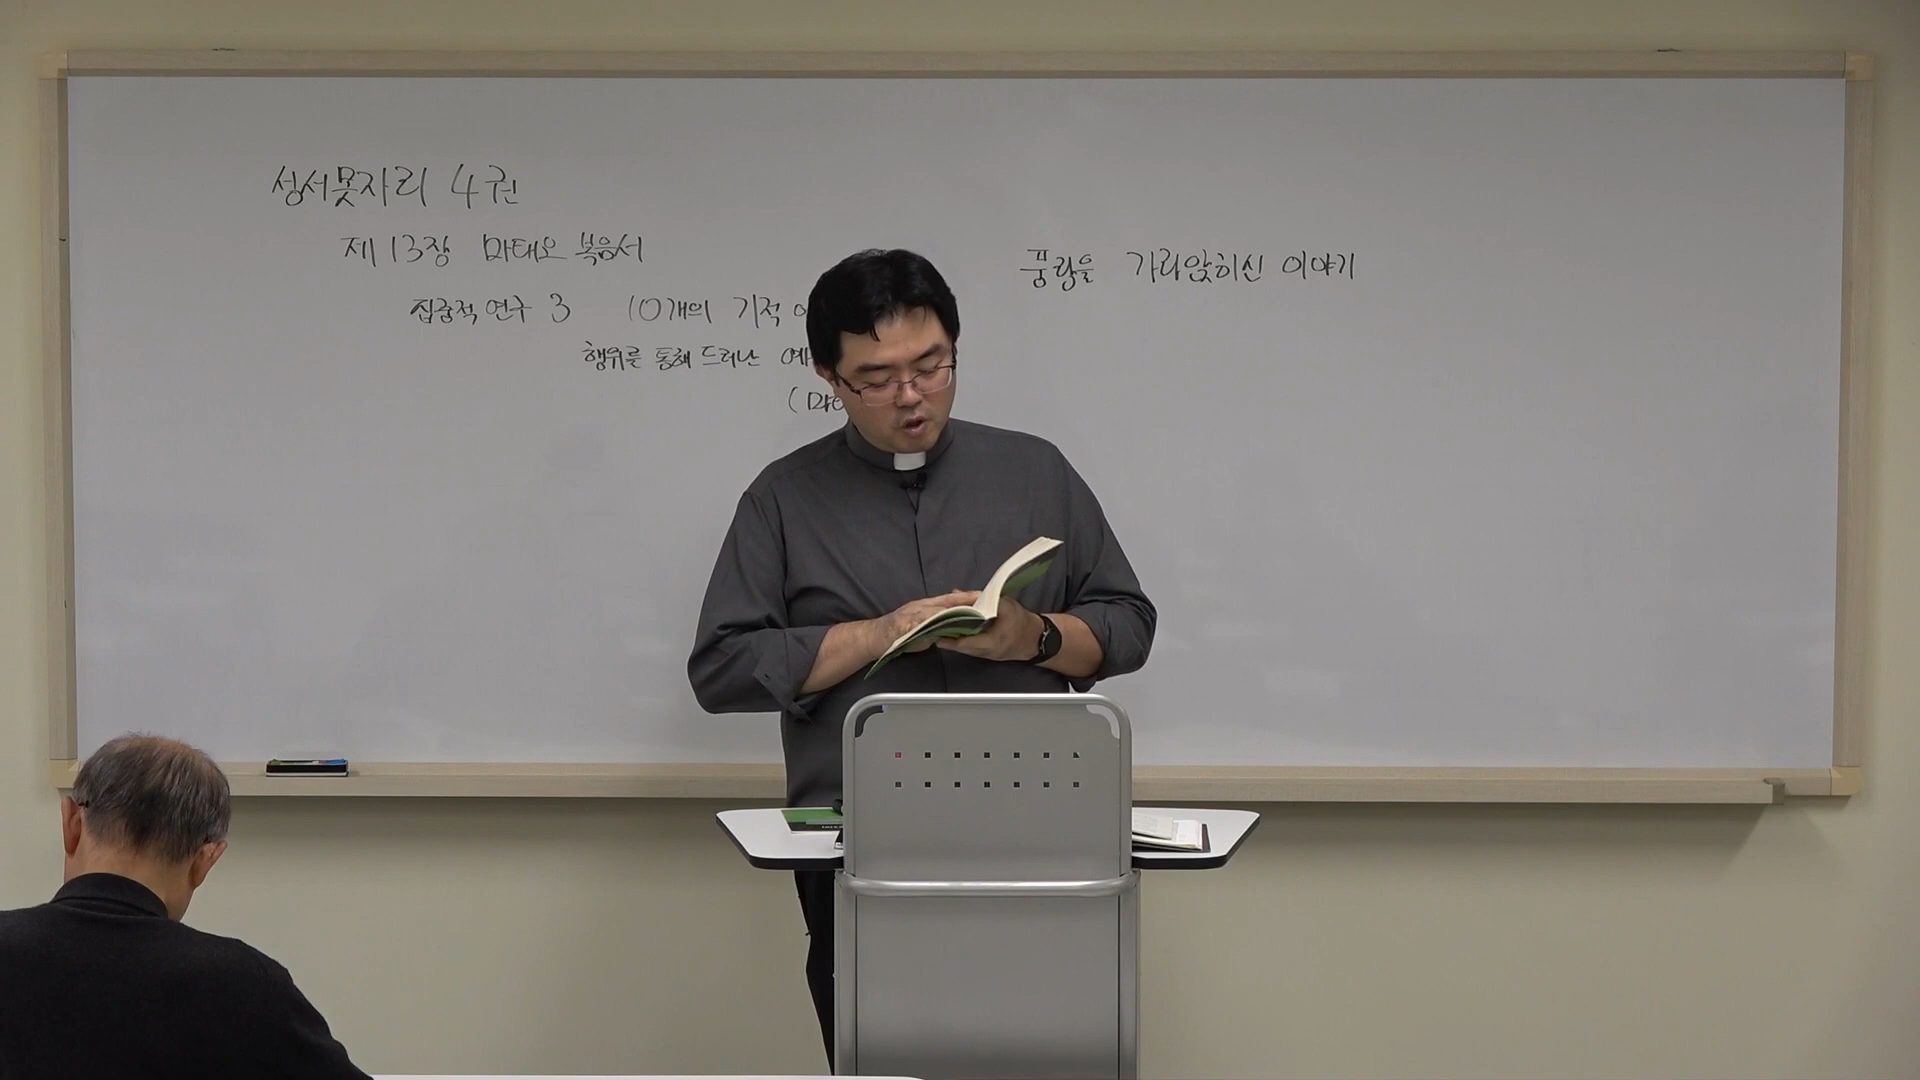 성서못자리 4권
제13장 마태오 복음서
집중적 연구 3 10개의 기적
행위를 통해 드러난
풍랑을 가라앉히신 이야기